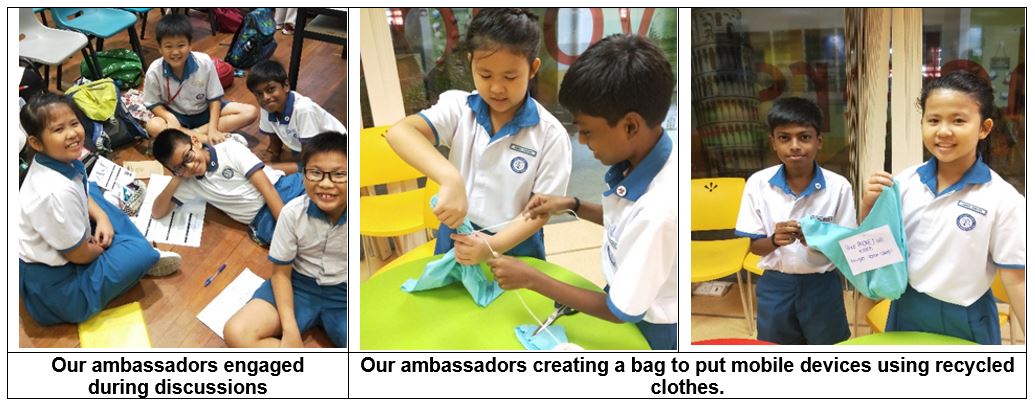 Our ambassadors engaged
during discussions
Our ambassadors creating a bag to put mobile devices using recycled
clothes.